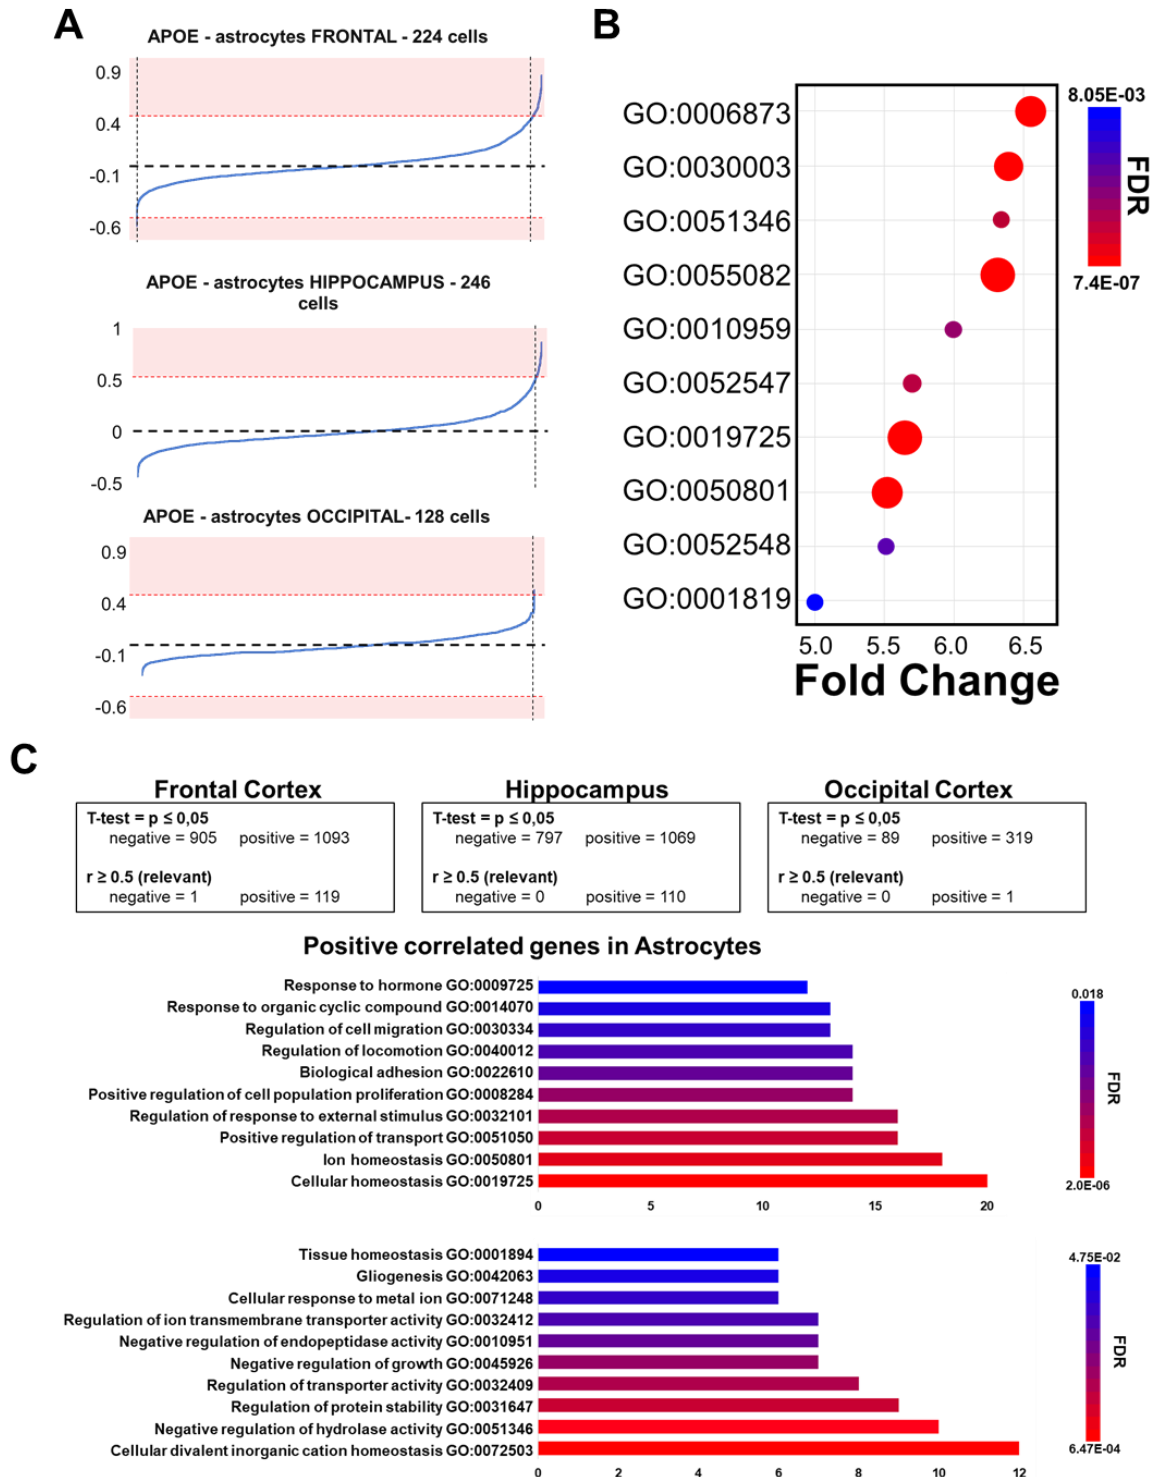 A
APOE - astrocytes FRONTAL - 224 cells
0.9
0.4
-0.1
-0.6
APOE - astrocytes HIPPOCAMPUS - 246
cells
1
0.5
0
-0.5
APOE - astrocytes OCCIPITAL- 128 cells
0.9
0.4
-0.1
-0.6
B
GO:0006873
GO:0030003
GO:0051346
GO:0055082
GO:0010959
GO:0052547
GO:0019725
GO:0050801
GO:0052548
GO:0001819
5.0 5.5 6.0 6.5
Fold Change
8.05E-03
FDR
7.4E-07
C
Frontal Cortex
T-test = p ≤ 0,05
negative = 905 positive = 1093
r ≥ 0.5 (relevant)
negative = 1 positive = 119
Hippocampus
T-test = p ≤ 0,05
negative = 797 positive = 1069
r ≥ 0.5 (relevant)
negative = 0 positive = 110
Occipital Cortex
T-test = p ≤ 0,05
negative = 89 positive = 319
r ≥ 0.5 (relevant)
negative = 0 positive = 1
Positive correlated genes in Astrocytes
Response to hormone GO:0009725
Response to organic cyclic compound GO:0014070
Regulation of cell migration GO:0030334
Regulation of locomotion GO:0040012
Biological adhesion GO:0022610
Positive regulation of cell population proliferation GO:0008284
Regulation of response to external stimulus GO:0032101
Positive regulation of transport GO:0051050
Ion homeostasis GO:0050801
Cellular homeostasis GO:0019725
0 5 10 15 20
0.018
FDR
2.0E-06
Tissue homeostasis GO:0001894
Gliogenesis GO:0042063
Cellular response to metal ion GO:0071248
Regulation of ion transmembrane transporter activity GO:0032412
Negative regulation of endopeptidase activity GO:0010951
Negative regulation of growth GO:0045926
Regulation of transporter activity GO:0032409
Regulation of protein stability GO:0031647
Negative regulation of hydrolase activity GO:0051346
Cellular divalent inorganic cation homeostasis GO:0072503
0 2 4 6 8 10 12
4.75E-02
FDR
6.47E-04